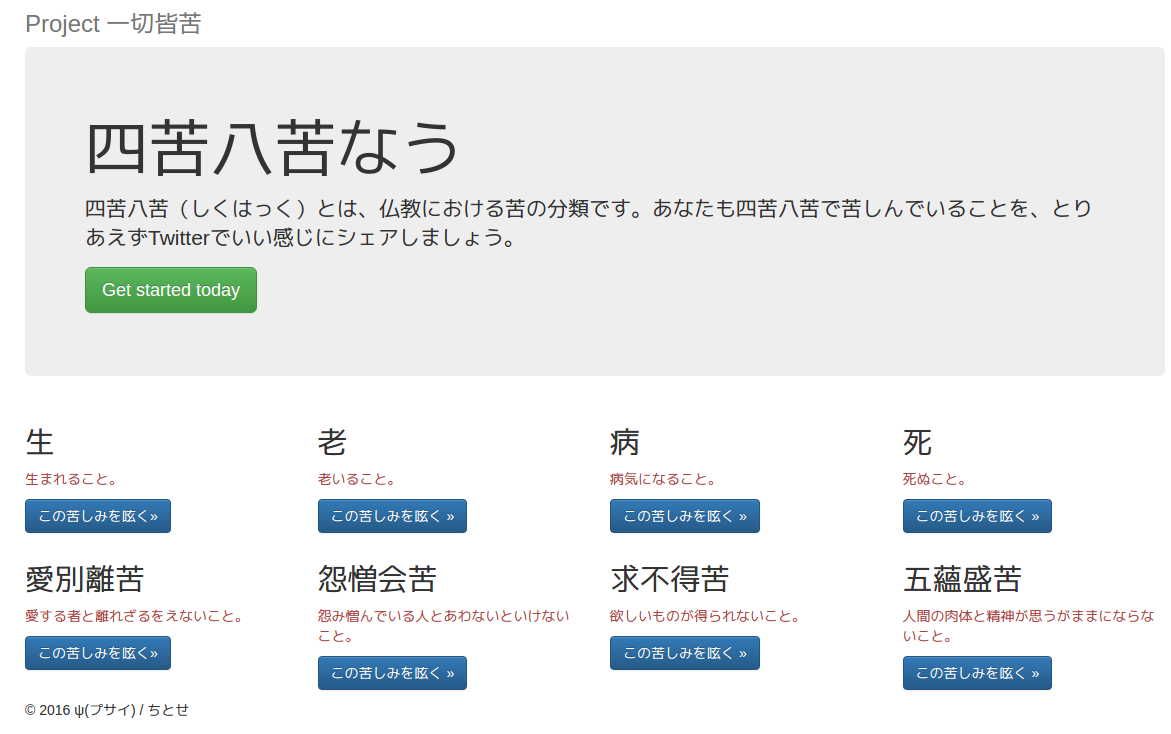 Project 一切皆苦
四苦八苦なう
四苦八苦（しくはっく）とは、仏教における苦の分類です。あなたも四苦八苦で苦しんでいることを、とり
あえずTwitterでいい感じにシェアしましょう。
Get started today
生
生まれること。
この苦しみを呟く»
老
老いること。
この苦しみを呟く »
病
病気になること。
この苦しみを呟く »
死
死ぬこと。
この苦しみを呟く »
愛別離苦
愛する者と離れざるをえないこと。
この苦しみを呟く»
怨憎会苦
怨み憎んでいる人とあわないといけない
こと。
この苦しみを呟く »
求不得苦
欲しいものが得られないこと。
この苦しみを呟く »
五蘊盛苦
人間の肉体と精神が思うがままにならな
いこと。
この苦しみを呟く »
© 2016 ψ(プサイ) / ちとせ